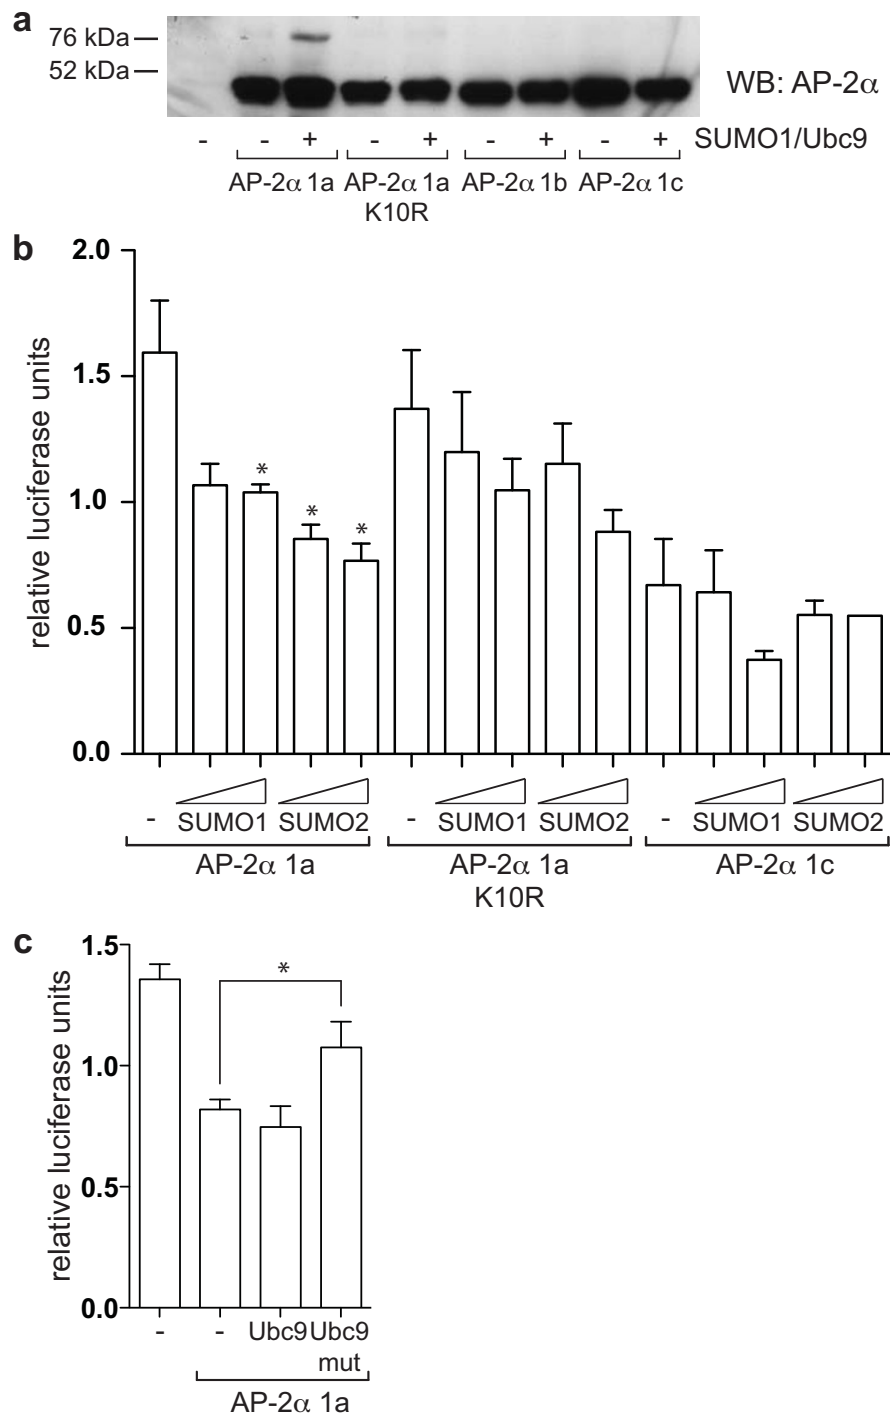 a
76 kDa
52 kDa
WB: AP-2α
- - + - + - + - + SUMO1/Ubc9
AP-2α 1a AP-2α 1a AP-2α 1b AP-2α 1c
K10R
b
relative luciferase units
2.0
1.5
1.0
0.5
0.0
* * *
- SUMO1 SUMO2 - SUMO1 SUMO2 - SUMO1 SUMO2
AP-2α 1a AP-2α 1a AP-2α 1c
K10R
c
relative luciferase units
1.5
1.0
0.5
0.0
*
- - Ubc9 Ubc9
mut
AP-2α 1a